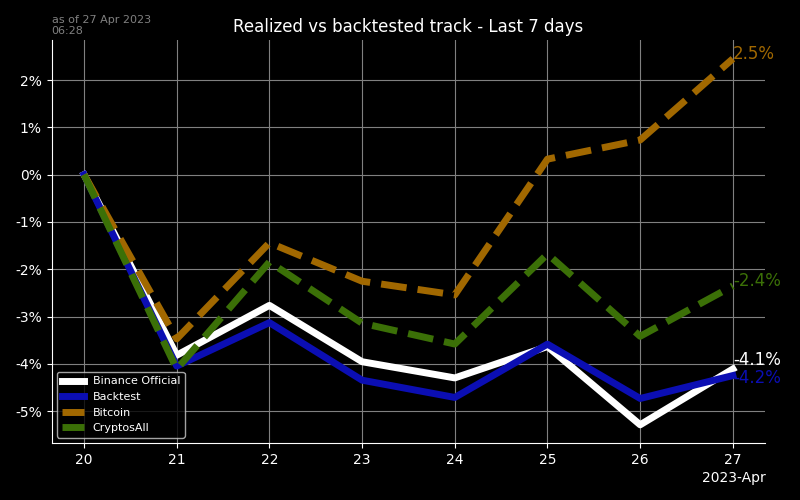 as of 27 Apr 2023
06:28
Realized vs backtested track - Last 7 days
2.5%
2%
1%
0%
-1%
-2%
-2.4%
-3%
-4%
-4.1%
-4.2%
-5%
Binance Official
Backtest
Bitcoin
CryptosAll
20 21 22 23 24 25 26 27
2023-Apr